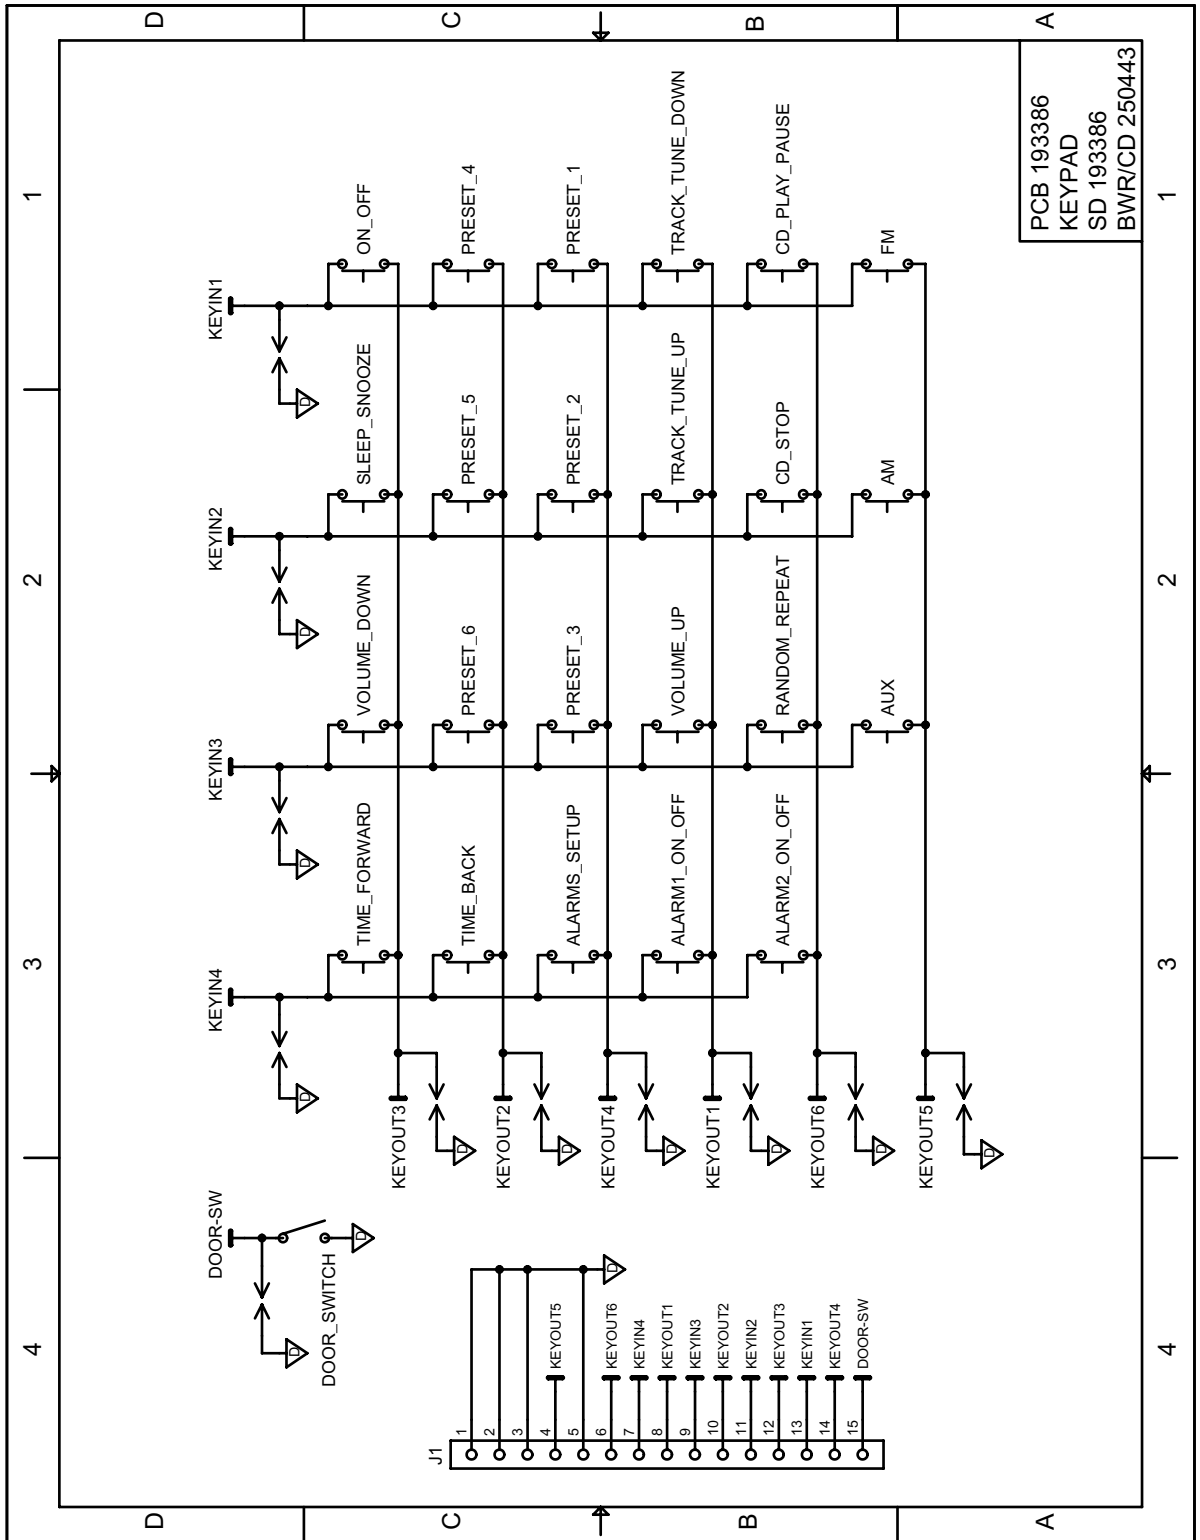 D
C
B
A
1
2
3
4
KEYIN4
KEYIN3
KEYIN2
KEYIN1
DOOR-SW
DOOR_SWITCH
D
D
D
D
D
D
TIME_FORWARD
VOLUME_DOWN
SLEEP_SNOOZE
ON_OFF
KEYOUT3
D
TIME_BACK
PRESET_6
PRESET_5
PRESET_4
KEYOUT2
D
ALARMS_SETUP
PRESET_3
PRESET_2
PRESET_1
KEYOUT4
D
ALARM1_ON_OFF
VOLUME_UP
TRACK_TUNE_UP
TRACK_TUNE_DOWN
KEYOUT1
D
ALARM2_ON_OFF
RANDOM_REPEAT
CD_STOP
CD_PLAY_PAUSE
KEYOUT6
D
AUX
AM
FM
KEYOUT5
D
J1
1
2
3
D
4 KEYOUT5
5
6 KEYOUT6
7 KEYIN4
8 KEYOUT1
9 KEYIN3
10 KEYOUT2
11 KEYIN2
12 KEYOUT3
13 KEYIN1
14 KEYOUT4
15 DOOR-SW
PCB 193386
KEYPAD
SD 193386
BWR/CD 250443
4
3
2
1
D
C
B
A